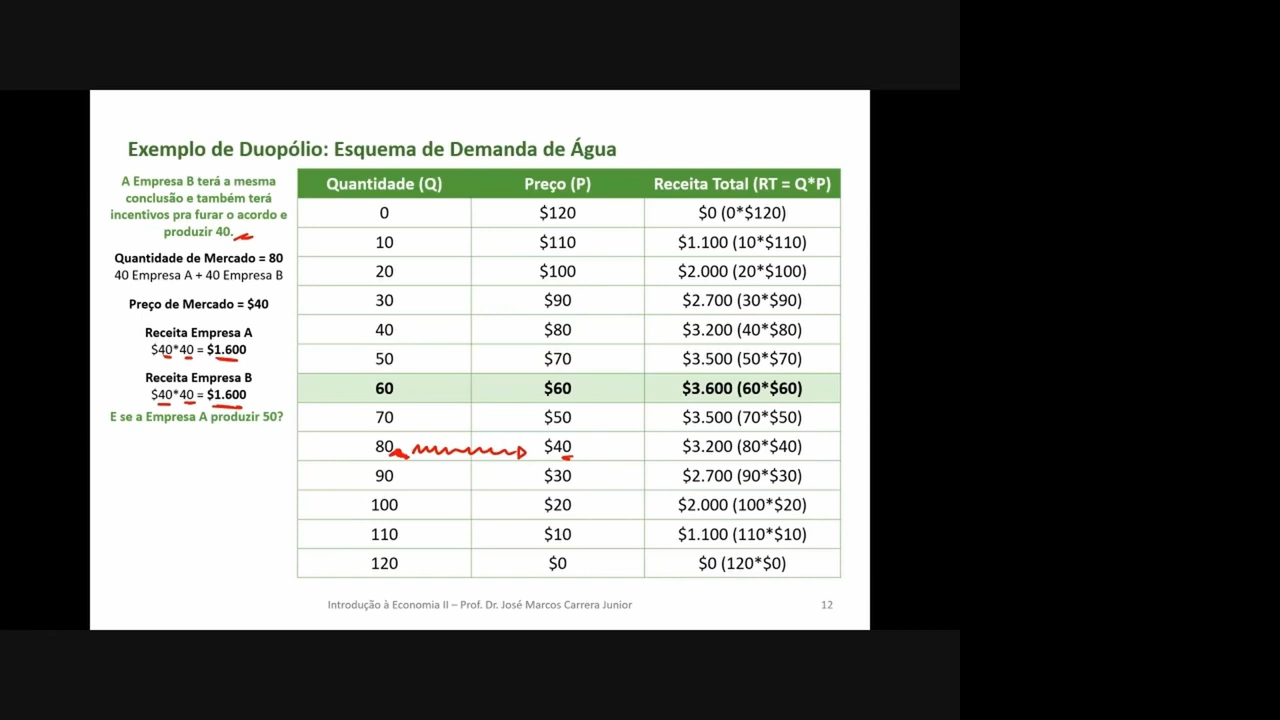 Exemplo de Duopólio: Esquema de Demanda de Água
A Empresa B terá a mesma
conclusão e também terá
incentivos pra furar o acordo e
produzir 40.
Quantidade de Mercado = 80
40 Empresa A + 40 Empresa B
Preço de Mercado = $40
Receita Empresa A
$40*40 = $1.600
Receita Empresa B
$40*40 = $1.600
E se a Empresa A produzir 50?
Quantidade (Q) Preço (P) Receita Total (RT = Q*P)
0 $120 $0 (0*$120)
10 $110 $1.100 (10*$110)
20 $100 $2.000 (20*$100)
30 $90 $2.700 (30*$90)
40 $80 $3.200 (40*$80)
50 $70 $3.500 (50*$70)
60 $60 $3.600 (60*$60)
70 $50 $3.500 (70*$50)
80 $40 $3.200 (80*$40)
90 $30 $2.700 (90*$30)
100 $20 $2.000 (100*$20)
110 $10 $1.100 (110*$10)
120 $0 $0 (120*$0)
Introdução à Economia II – Prof. Dr. José Marcos Carrera Junior 12